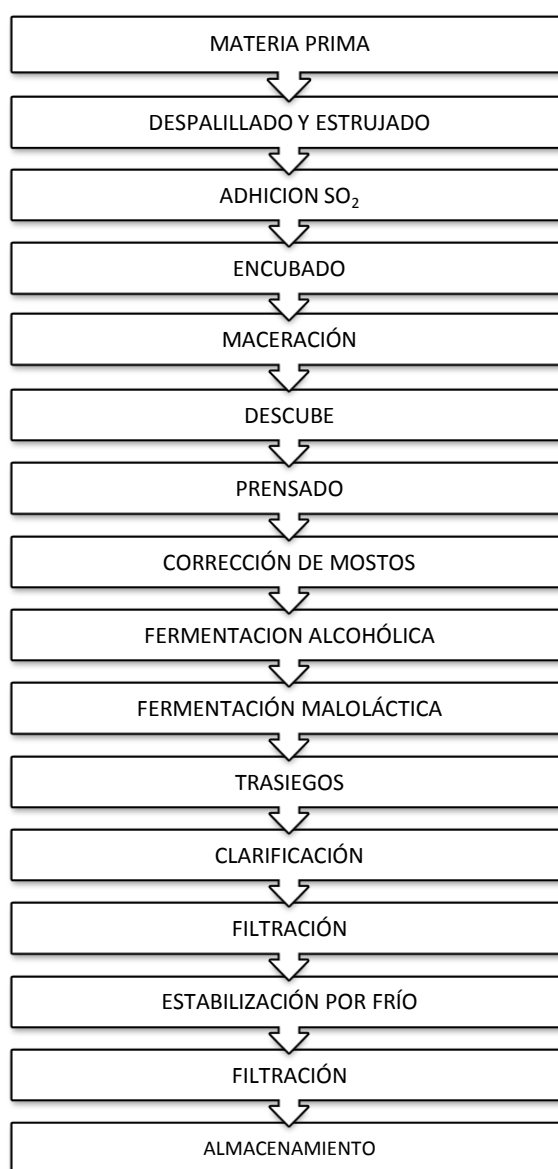 MATERIA PRIMA
DESPALILLADO Y ESTRUJADO
ADHICION SO₂
ENCUBADO
MACERACIÓN
DESCUBE
PRENSADO
CORRECCIÓN DE MOSTOS
FERMENTACION ALCOHÓLICA
FERMENTACIÓN MALOLÁCTICA
TRASIEGOS
CLARIFICACIÓN
FILTRACIÓN
ESTABILIZACIÓN POR FRÍO
FILTRACIÓN
ALMACENAMIENTO